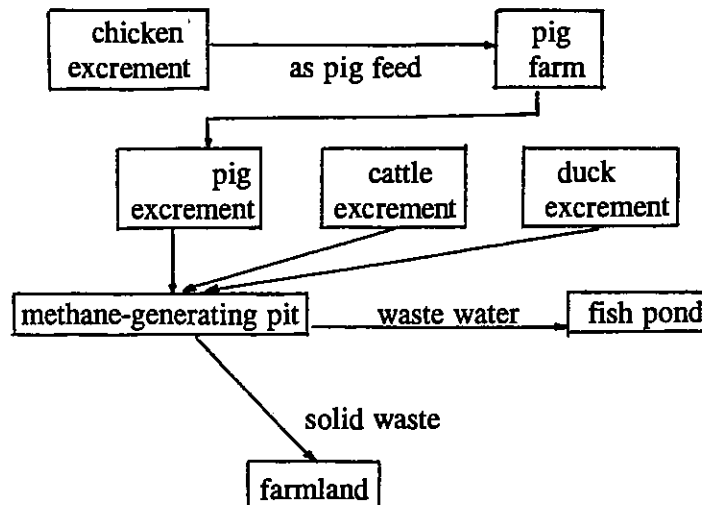 chicken
excrement
as pig feed
pig
farm
pig
excrement
cattle
excrement
duck
excrement
methane-generating pit
waste water
fish pond
solid waste
farmland